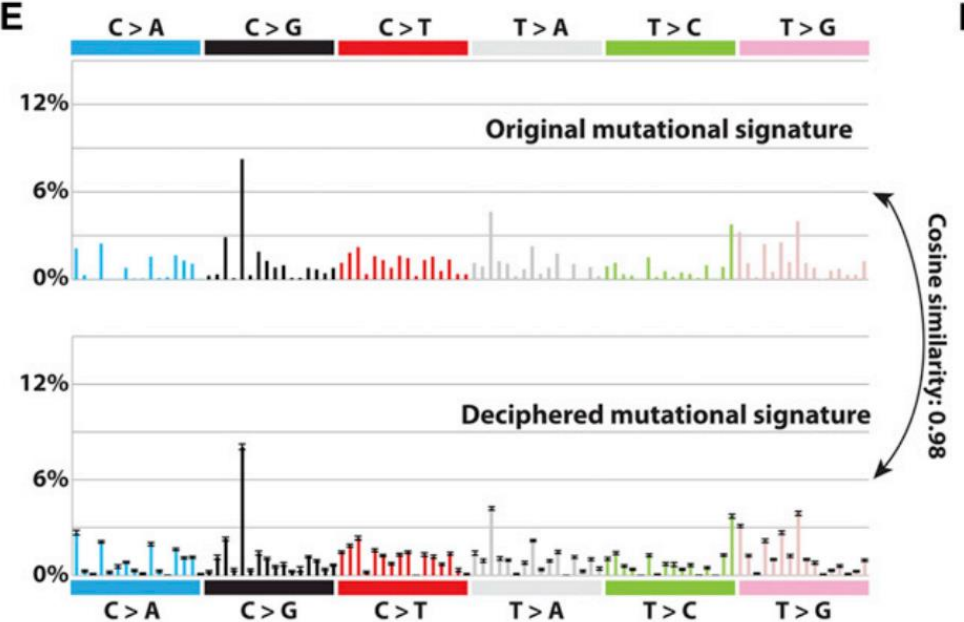 E
C > A C > G C > T T > A T > C T > G
12%
Original mutational signature
6%
0%
Cosine similarity: 0.98
12%
Deciphered mutational signature
6%
0%
C > A C > G C > T T > A T > C T > G